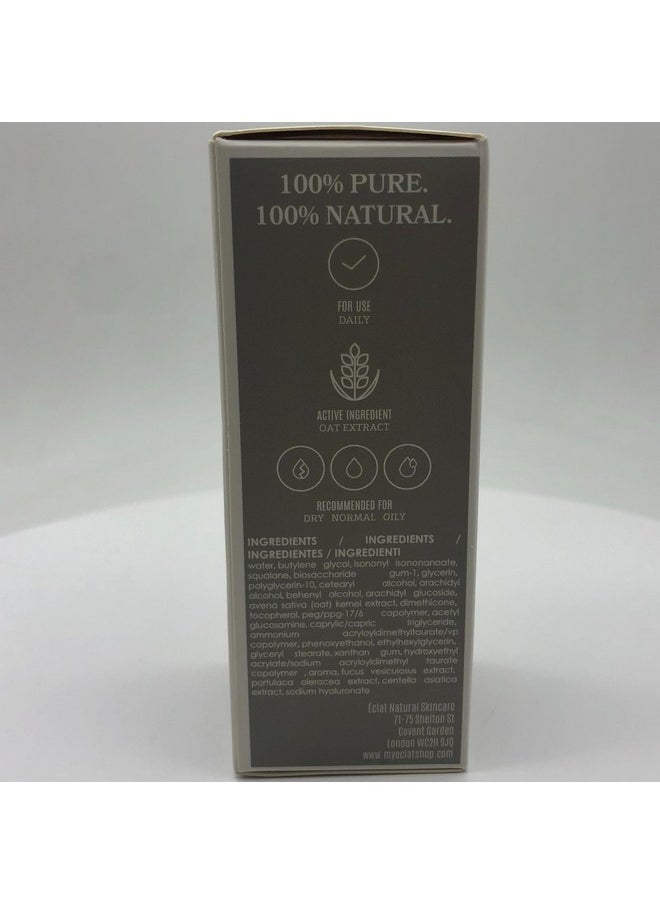 100% PURE.
100% NATURAL.
FOR USE
DAILY
ACTIVE INGREDIENT
OAT EXTRACT
RECOMMENDED FOR
DRY NORMAL OILY
INGREDIENTS / INGREDIENTS /
INGREDIENTES / INGREDIENTI
water, butylene glycol, isononyl isononanoate,
squalane, biosaccharide gum-1, glycerin,
polyglycerin-10, cetearyl alcohol, arachidyl
alcohol, behenyl alcohol, arachidyl glucoside,
avena sativa (oat) kernel extract, dimethicone,
tocopherol, peg/ppg-17/6 copolymer, acetyl
glucosamine, caprylic/capric triglyceride,
ammonium acryloyldimethyltaurate/vp
copolymer, phenoxyethanol, ethylhexylglycerin,
glyceryl stearate, xanthan gum, hydroxyethyl
acrylate/sodium acryloyldimethyl taurate
copolymer , aroma, fucus vesiculosus extract,
portulaca oleracea extract, centella asiatica
extract, sodium hyaluronate
Éclat Natural Skincare
71-75 Shelton St
Covent Garden
London WC2H 9JQ
www.myeclatshop.com